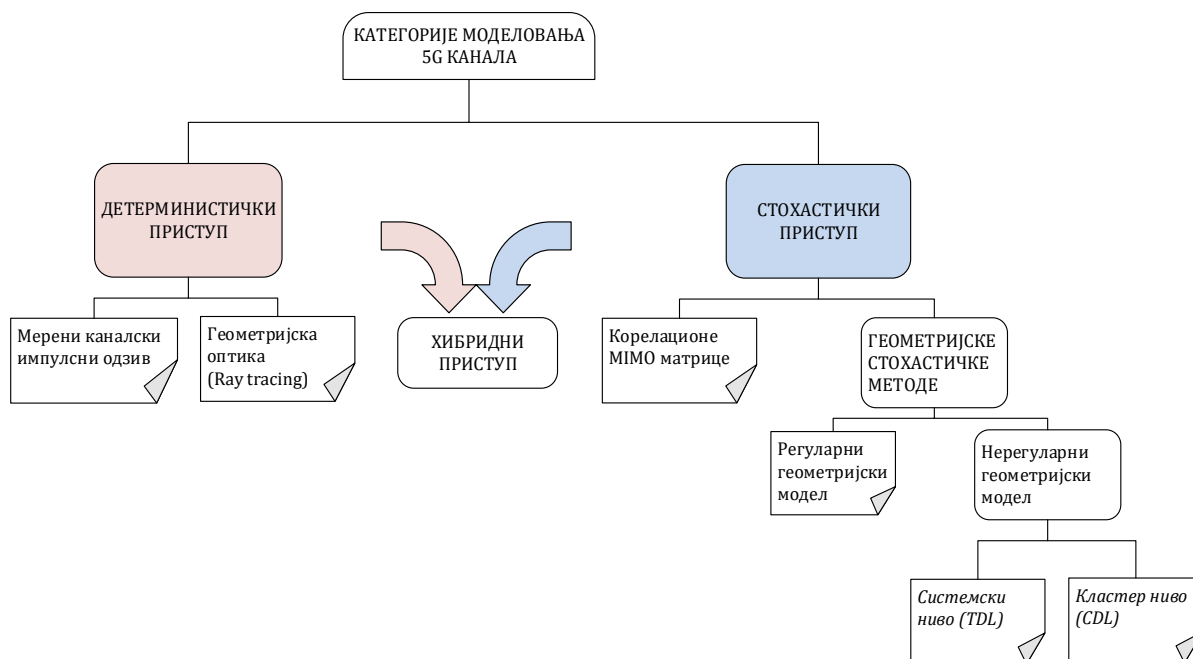 КАТЕГОРИЈЕ МОДЕЛОВАЊА
5G КАНАЛА
ДЕТЕРМИНИСТИЧКИ
ПРИСТУП
СТОХАСТИЧКИ
ПРИСТУП
Мерени каналски
импулсни одзив
Геометријска
оптика
(Ray tracing)
ХИБРИДНИ
ПРИСТУП
Корелационе
MIMO матрице
ГЕОМЕТРИЈСКЕ
СТОХАСТИЧКЕ
МЕТОДЕ
Регуларни
геометријски
модел
Нерегуларни
геометријски
модел
Системски
ниво (TDL)
Кластер ниво
(CDL)